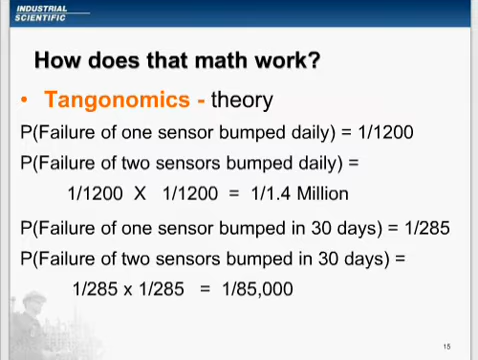 INDUSTRIAL
SCIENTIFIC
How does that math work?
• Tangonomics - theory
P(Failure of one sensor bumped daily) = 1/1200
P(Failure of two sensors bumped daily) =
1/1200 X 1/1200 = 1/1.4 Million
P(Failure of one sensor bumped in 30 days) = 1/285
P(Failure of two sensors bumped in 30 days) =
1/285 x 1/285 = 1/85,000
15